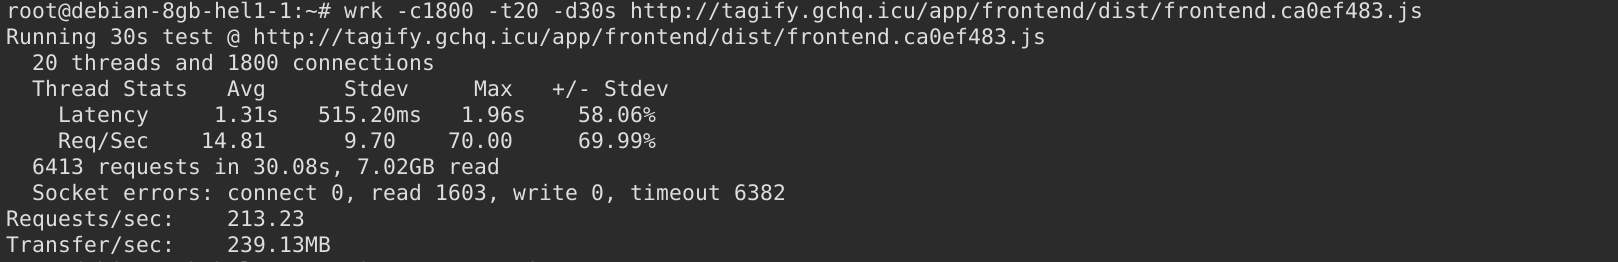 root@debian-8gb-hel1-1:~# wrk -c1800 -t20 -d30s http://tagify.gchq.icu/app/frontend/dist/frontend.ca0ef483.js
Running 30s test @ http://tagify.gchq.icu/app/frontend/dist/frontend.ca0ef483.js
  20 threads and 1800 connections
  Thread Stats   Avg      Stdev     Max   +/- Stdev
    Latency     1.31s   515.20ms   1.96s    58.06%
    Req/Sec    14.81      9.70    70.00     69.99%
  6413 requests in 30.08s, 7.02GB read
  Socket errors: connect 0, read 1603, write 0, timeout 6382
Requests/sec:    213.23
Transfer/sec:    239.13MB